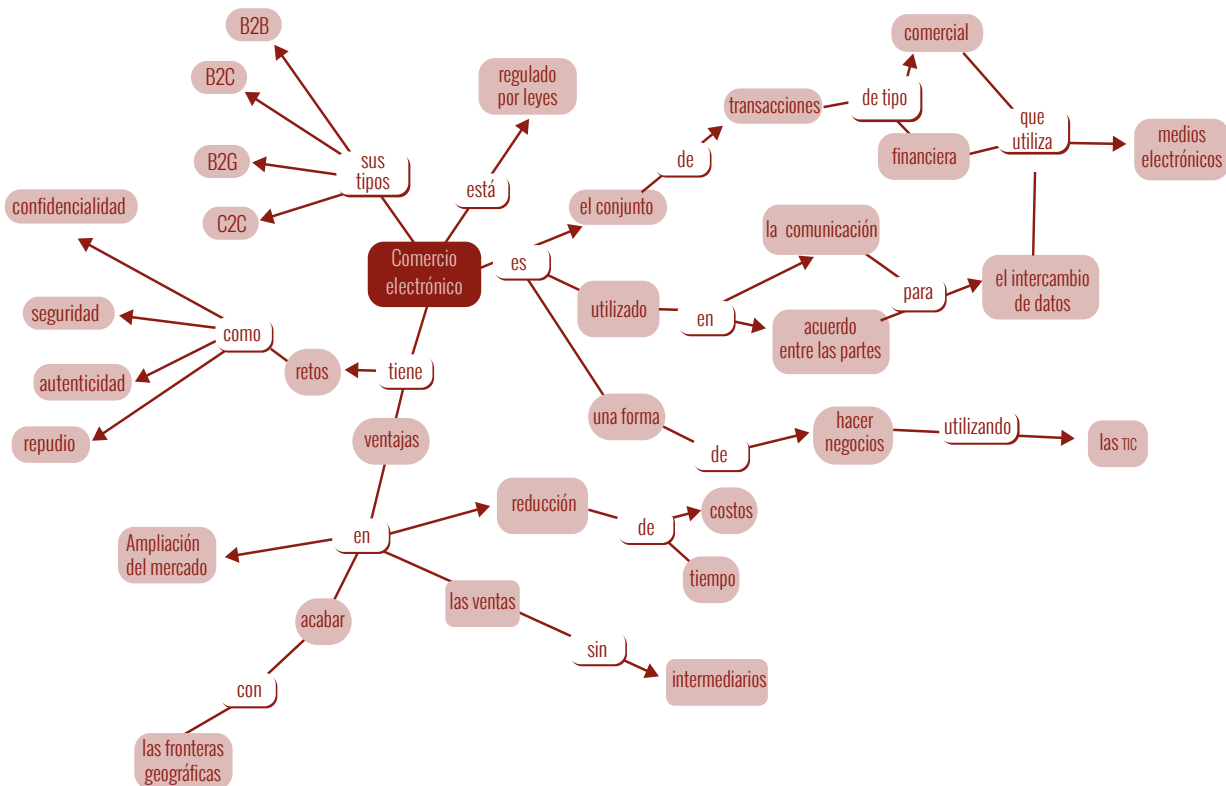 B2B
comercial
B2C
regulado
por leyes
transacciones
de tipo
que
utiliza
medios
electrónicos
financiera
B2G
sus
tipos
de
está
confidencialidad
el conjunto
C2C
la comunicación
Comercio
electrónico
es
el intercambio
de datos
para
seguridad
utilizado
en
acuerdo
entre las partes
como
retos
tiene
autenticidad
una forma
hacer
negocios
utilizando
las TIC
repudio
ventajas
de
reducción
costos
de
en
Ampliación
del mercado
tiempo
las ventas
acabar
sin
intermediarios
con
las fronteras
geográficas